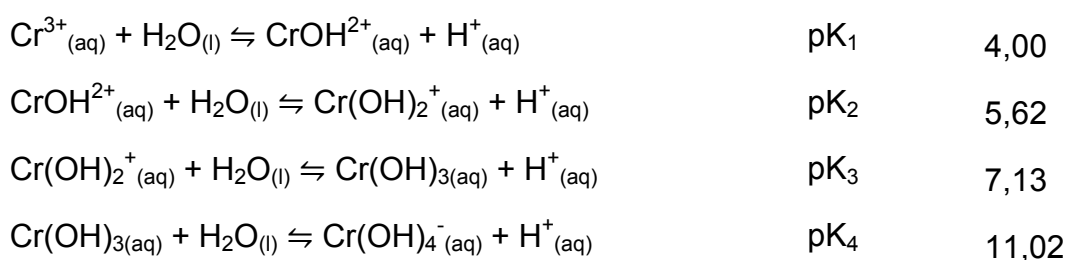 Cr³⁺(aq) + H₂O(l) ⇋ CrOH²⁺(aq) + H⁺(aq) pK₁ 4,00
CrOH²⁺(aq) + H₂O(l) ⇋ Cr(OH)₂⁺(aq) + H⁺(aq) pK₂ 5,62
Cr(OH)₂⁺(aq) + H₂O(l) ⇋ Cr(OH)₃(aq) + H⁺(aq) pK₃ 7,13
Cr(OH)₃(aq) + H₂O(l) ⇋ Cr(OH)₄⁻(aq) + H⁺(aq) pK₄ 11,02